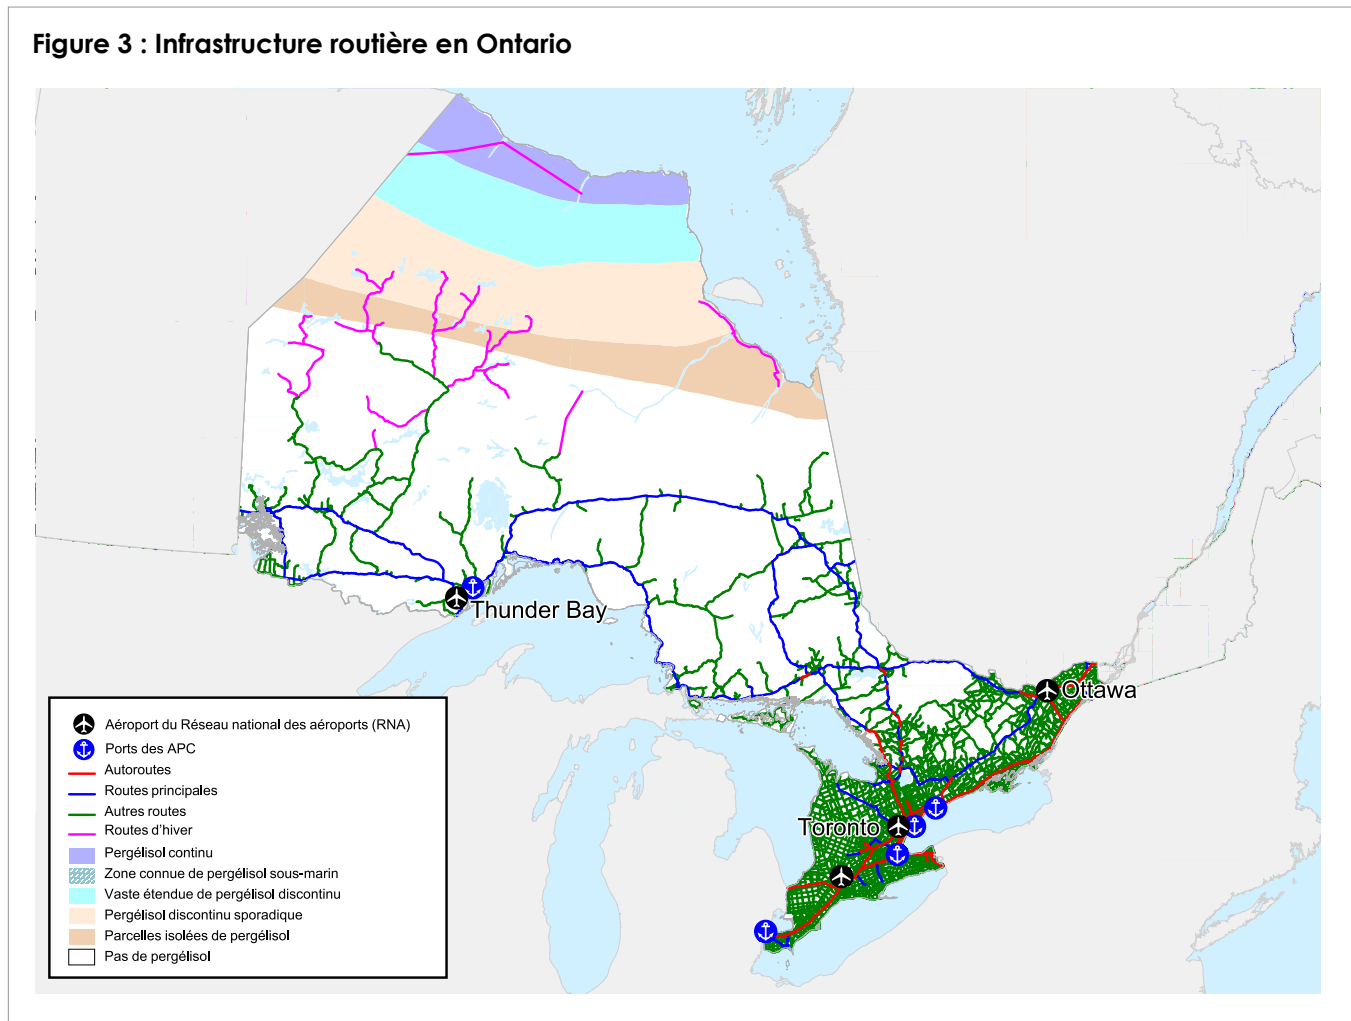 Figure 3 : Infrastructure routière en Ontario
Thunder Bay
Ottawa
Toronto
Aéroport du Réseau national des aéroports (RNA)
Ports des APC
Autoroutes
Routes principales
Autres routes
Routes d'hiver
Pergélisol continu
Zone connue de pergélisol sous-marin
Vaste étendue de pergélisol discontinu
Pergélisol discontinu sporadique
Parcelles isolées de pergélisol
Pas de pergélisol